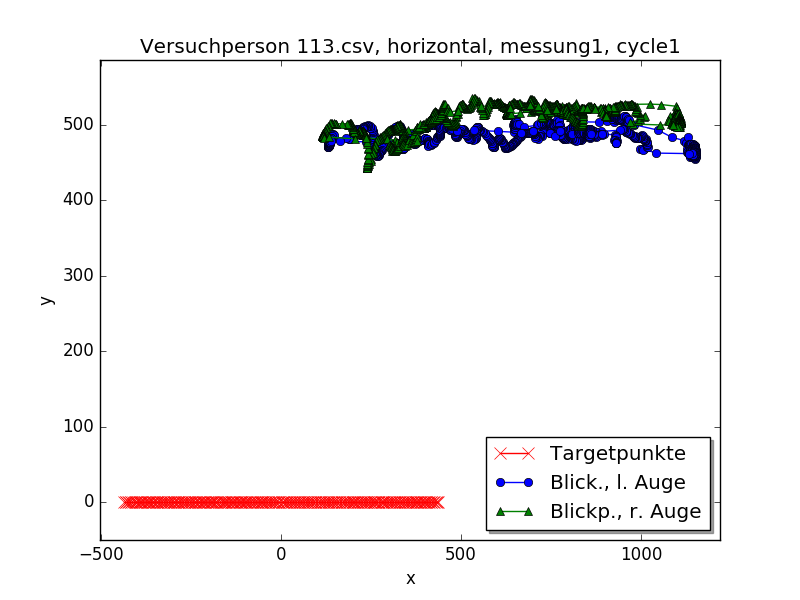 Versuchperson 113.csv, horizontal, messung1, cycle1
y
500
400
300
200
100
0
−500
0
500
1000
x
Targetpunkte
Blick., l. Auge
Blickp., r. Auge